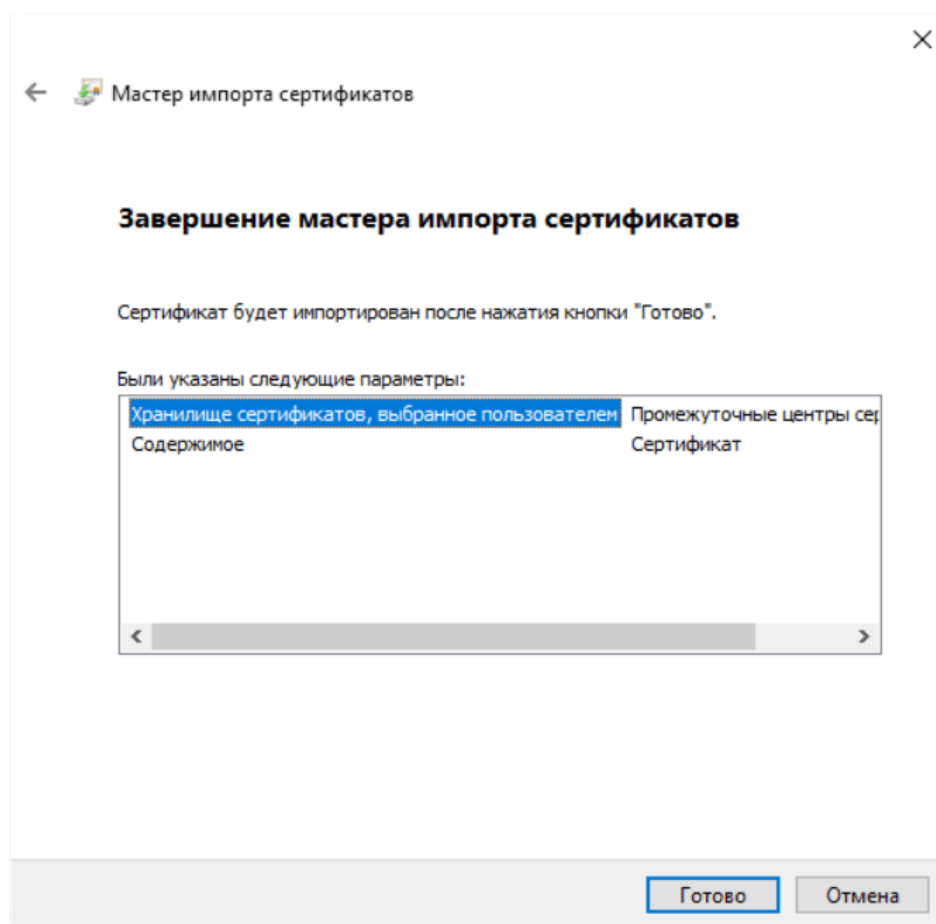 Мастер импорта сертификатов
Завершение мастера импорта сертификатов
Сертификат будет импортирован после нажатия кнопки "Готово".
Были указаны следующие параметры:
Хранилище сертификатов, выбранное пользователем Промежуточные центры сер
Содержимое Сертификат
Готово Отмена